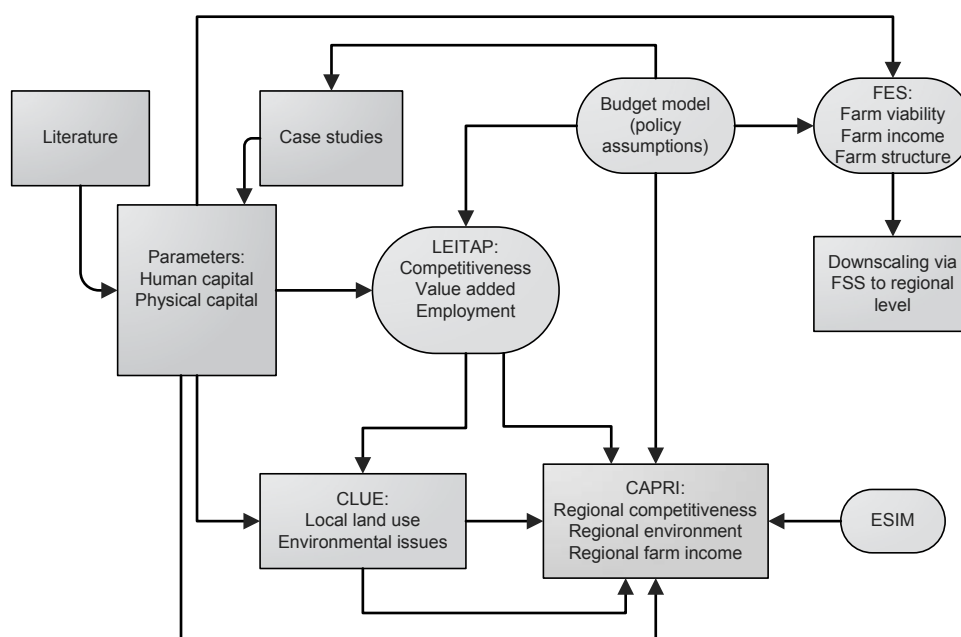 Literature
Case studies
Budget model
(policy
assumptions)
FES:
Farm viability
Farm income
Farm structure
Parameters:
Human capital
Physical capital
LEITAP:
Competitiveness
Value added
Employment
Downscaling via
FSS to regional
level
CLUE:
Local land use
Environmental issues
CAPRI:
Regional competitiveness
Regional environment
Regional farm income
ESIM